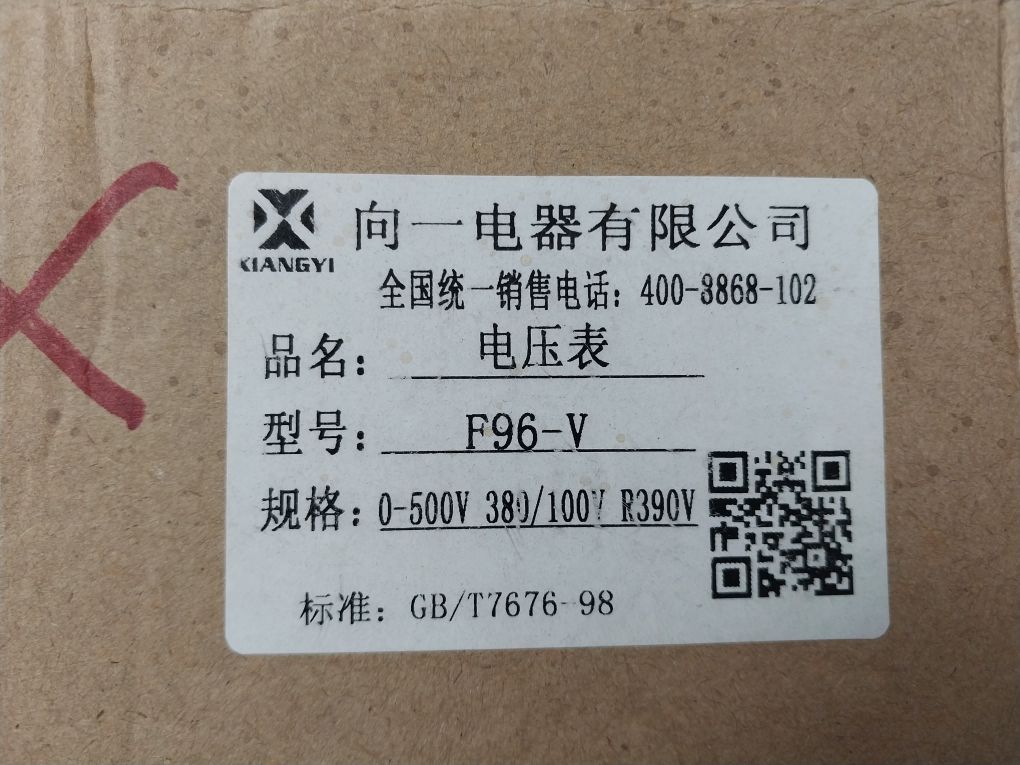 向一电器有限公司
XIANGYI
全国统一销售电话：400-3868-102
品名：电压表
型号：F96-V
规格：0-500V 380/100V R390V
标准：GB/T7676-98